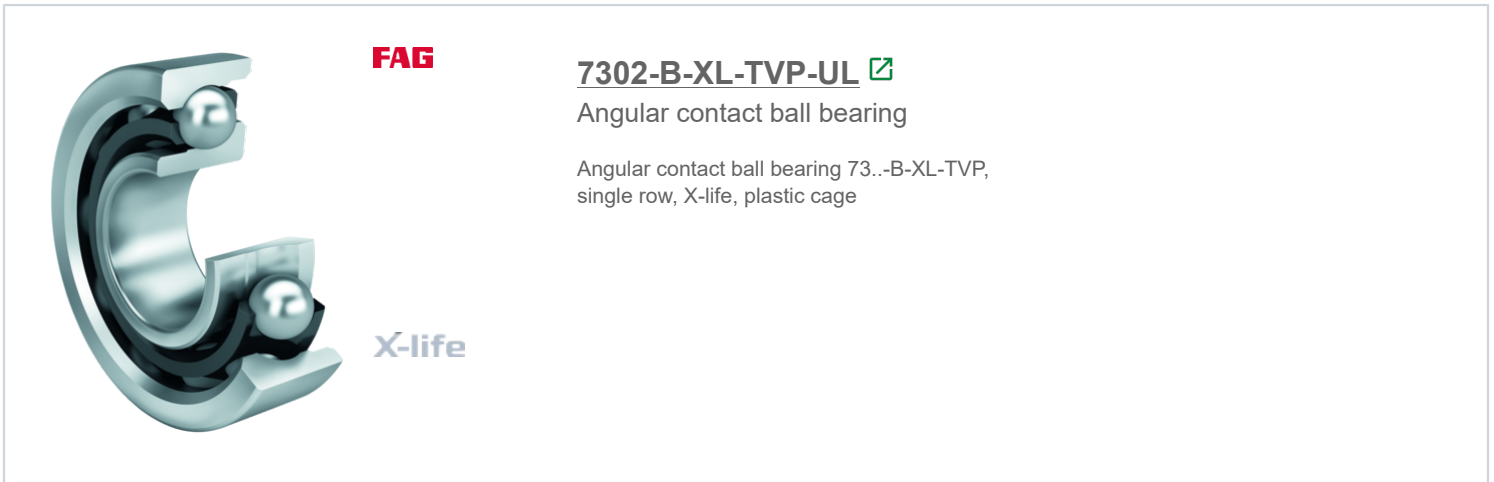 FAG
7302-B-XL-TVP-UL
Angular contact ball bearing
Angular contact ball bearing 73..-B-XL-TVP,
single row, X-life, plastic cage
X-life